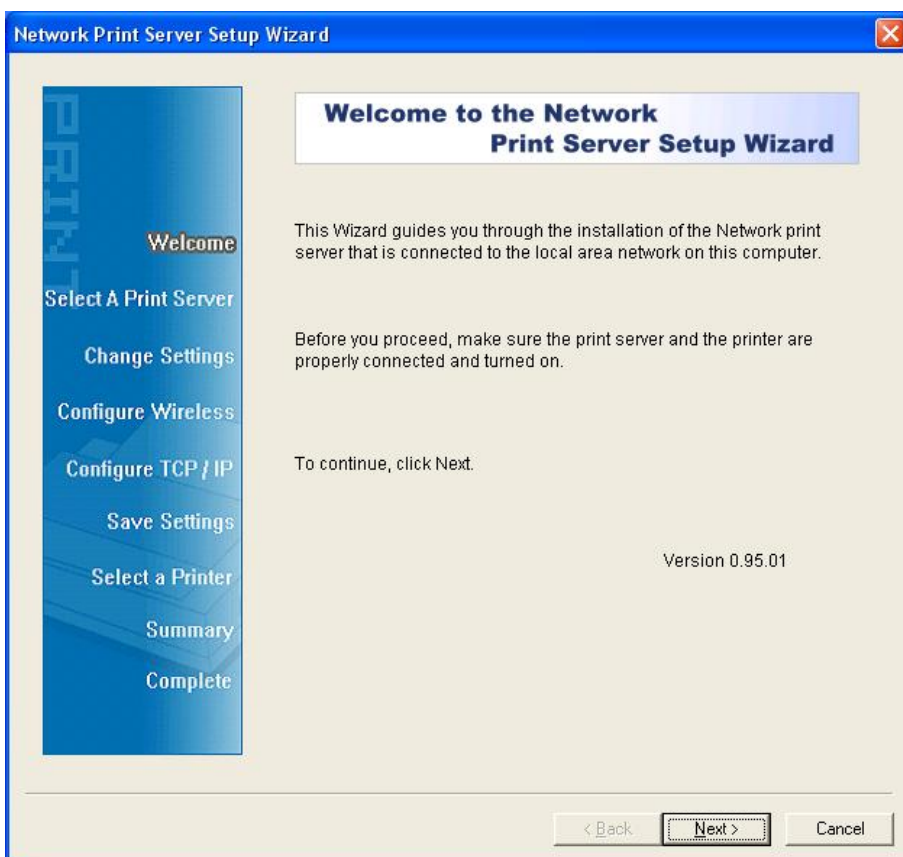 Network Print Server Setup Wizard
PRINT
Welcome
Select A Print Server
Change Settings
Configure Wireless
Configure TCP / IP
Save Settings
Select a Printer
Summary
Complete
Welcome to the Network
Print Server Setup Wizard
This Wizard guides you through the installation of the Network print
server that is connected to the local area network on this computer.
Before you proceed, make sure the print server and the printer are
properly connected and turned on.
To continue, click Next.
Version 0.95.01
< Back
Next >
Cancel